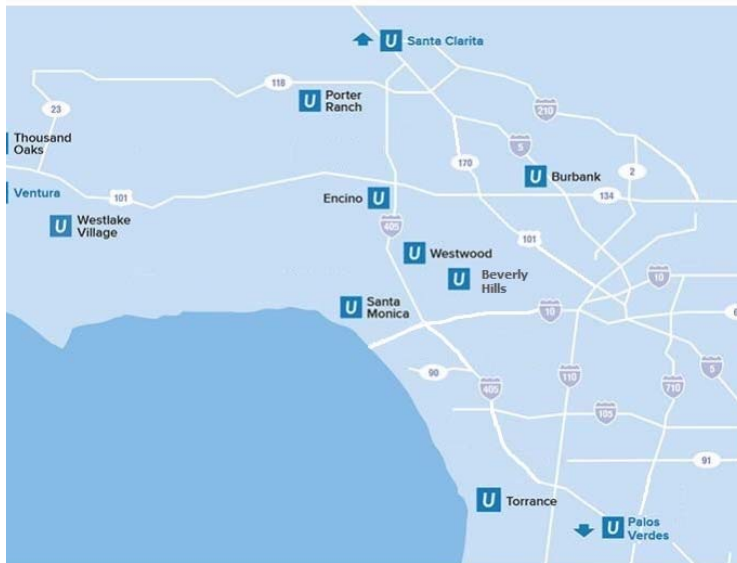 U Santa Clarita
118
U Porter
Ranch
23
210
Thousand
Oaks
5
170
2
U Burbank
Ventura
101
Encino U
134
U Westlake
Village
405
101
U Westwood
U Beverly
Hills
10
U Santa
Monica
10
6
90
5
405
110
710
105
91
U Torrance
U Palos
Verdes